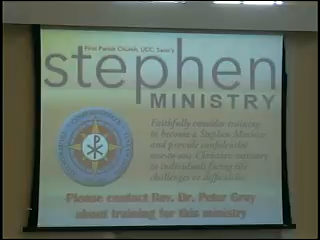 First Parish Church, UCC, Saco's
stephen
MINISTRY
Faithfully consider training
to become a Stephen Minister
and provide confidential
one-to-one Christian ministry
to individuals facing life
challenges or difficulties.
Please contact Rev. Dr. Peter Grey
about training for this ministry